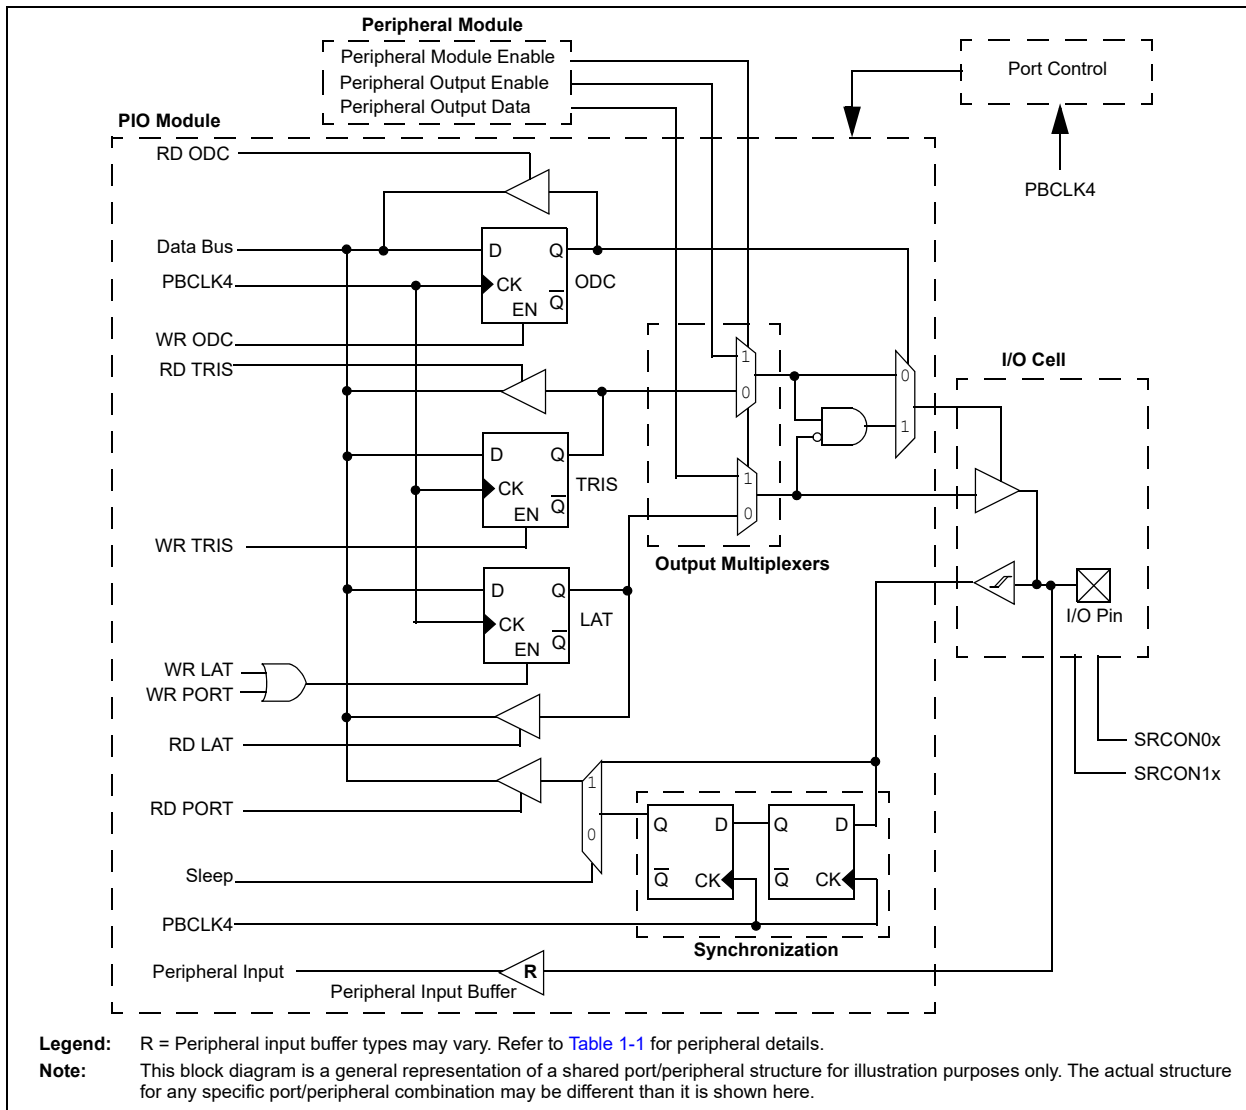 Peripheral Module
Peripheral Module Enable
Peripheral Output Enable
Peripheral Output Data
Port Control
PBCLK4
PIO Module
RD ODC
Data Bus
D Q
PBCLK4
CK
ODC
EN Q
WR ODC
RD TRIS
1
0
0
1
I/O Cell
D Q
CK
TRIS
EN Q
WR TRIS
1
0
Output Multiplexers
D Q
CK
LAT
EN Q
I/O Pin
WR LAT
WR PORT
RD LAT
SRCON0x
SRCON1x
RD PORT
1
0
Q D Q D
Q CK Q CK
Sleep
PBCLK4
Synchronization
Peripheral Input
R
Peripheral Input Buffer
Legend: R = Peripheral input buffer types may vary. Refer to Table 1-1 for peripheral details.
Note: This block diagram is a general representation of a shared port/peripheral structure for illustration purposes only. The actual structure
for any specific port/peripheral combination may be different than it is shown here.